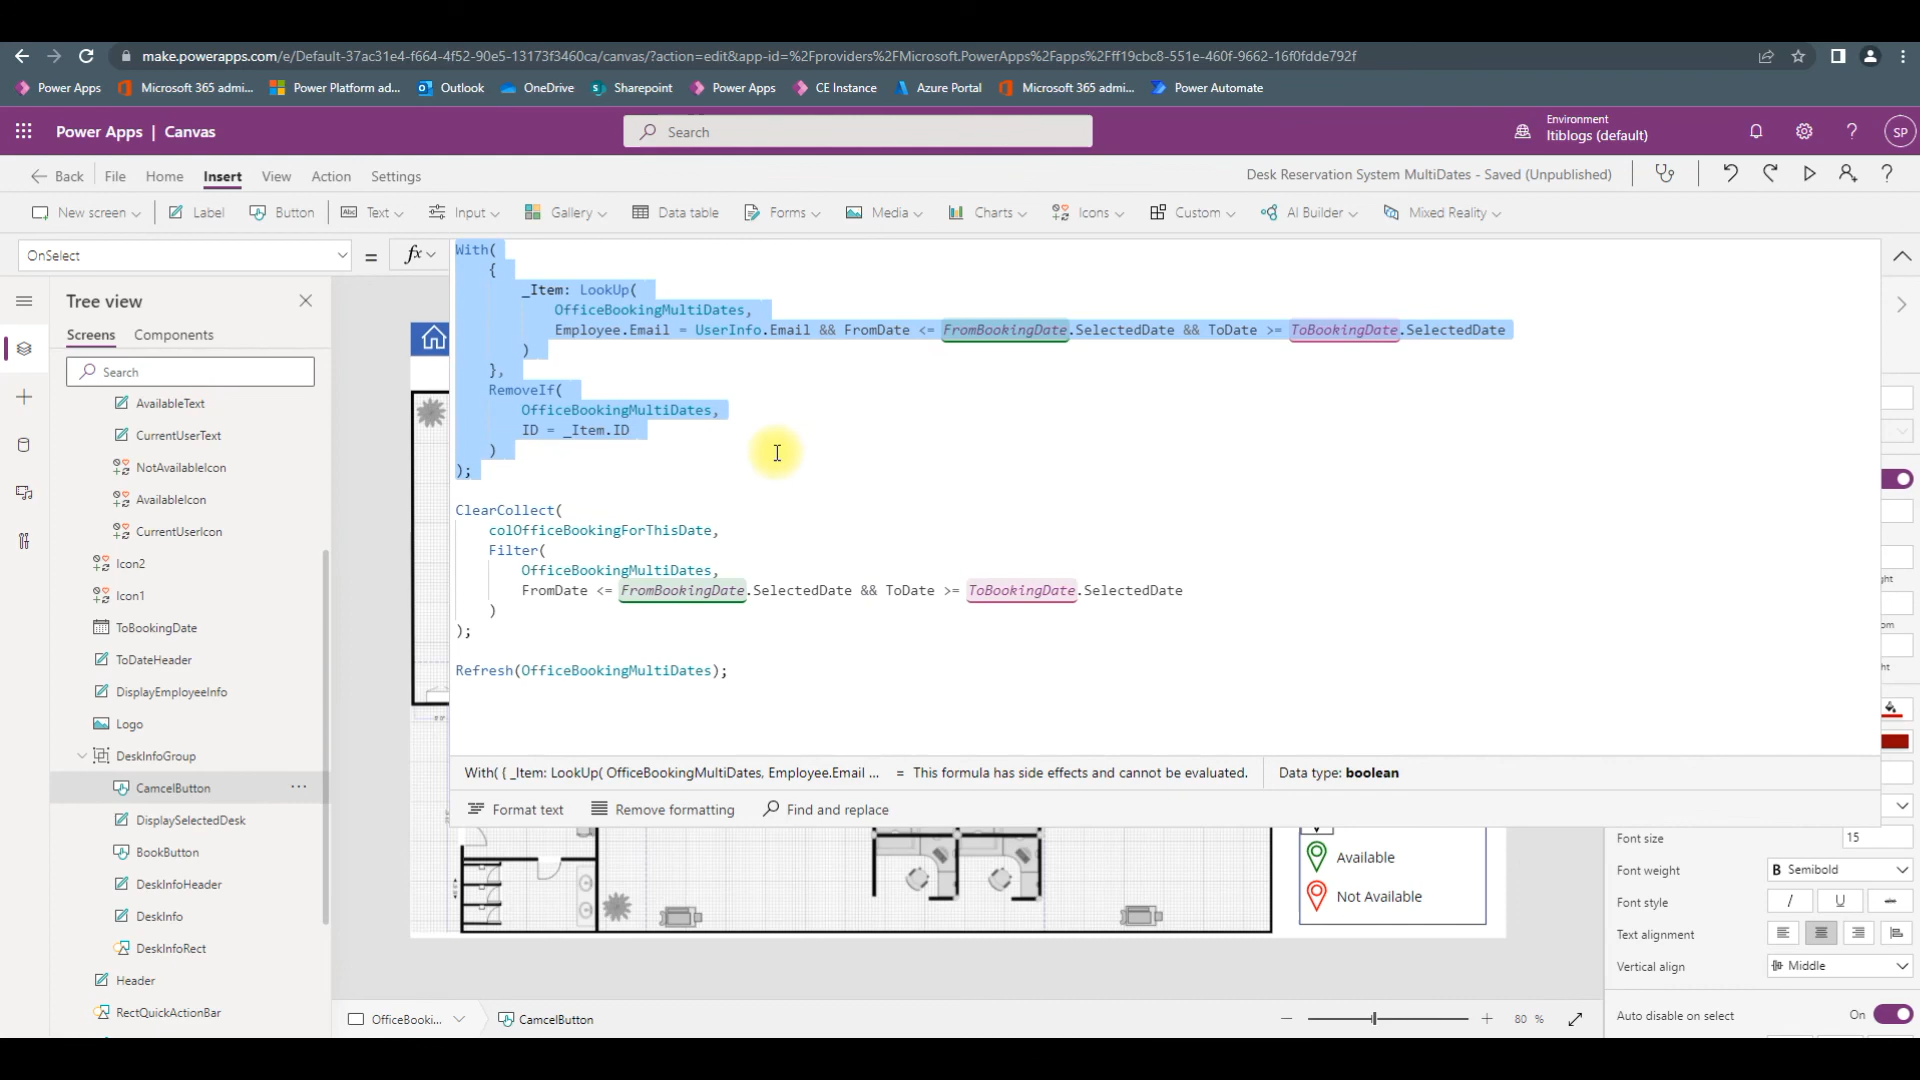 make.powerapps.com/e/Default-37ac31e4-f664-4f52-90e5-13173f3460ca/canvas/?action=edit&app-id=%2Fproviders%2FMicrosoft.PowerApps%2Fapps%2Fff19cbc8-551e-460f-9662-16f0fdde792f
Power Apps Microsoft 365 admi... Power Platform ad... Outlook OneDrive Sharepoint Power Apps CE Instance Azure Portal Microsoft 365 admi... Power Automate
Power Apps | Canvas Search Environment ltiblogs (default) SP
Back File Home Insert View Action Settings Desk Reservation System MultiDates - Saved (Unpublished)
New screen Label Button Text Input Gallery Data table Forms Media Charts Icons Custom AI Builder Mixed Reality
OnSelect = fx
Tree view
Screens Components
Search
AvailableText
CurrentUserText
NotAvailableIcon
AvailableIcon
CurrentUserIcon
Icon2
Icon1
ToBookingDate
ToDateHeader
DisplayEmployeeInfo
Logo
DeskInfoGroup
CamcelButton ...
DisplaySelectedDesk
BookButton
DeskInfoHeader
DeskInfo
DeskInfoRect
Header
RectQuickActionBar
With(
{
_Item: LookUp(
OfficeBookingMultiDates,
Employee.Email = UserInfo.Email && FromDate <= FromBookingDate.SelectedDate && ToDate >= ToBookingDate.SelectedDate
)
},
RemoveIf(
OfficeBookingMultiDates,
ID = _Item.ID
)
);
ClearCollect(
colOfficeBookingForThisDate,
Filter(
OfficeBookingMultiDates,
FromDate <= FromBookingDate.SelectedDate && ToDate >= ToBookingDate.SelectedDate
)
);
Refresh(OfficeBookingMultiDates);
With( { _Item: LookUp( OfficeBookingMultiDates, Employee.Email ... = This formula has side effects and cannot be evaluated. Data type: boolean
Format text Remove formatting Find and replace
Available
Not Available
ght
om
ht
Font size 15
Font weight B Semibold
Font style / U
Text alignment
Vertical align Middle
Auto disable on select On
OfficeBooki... CamcelButton 80 %